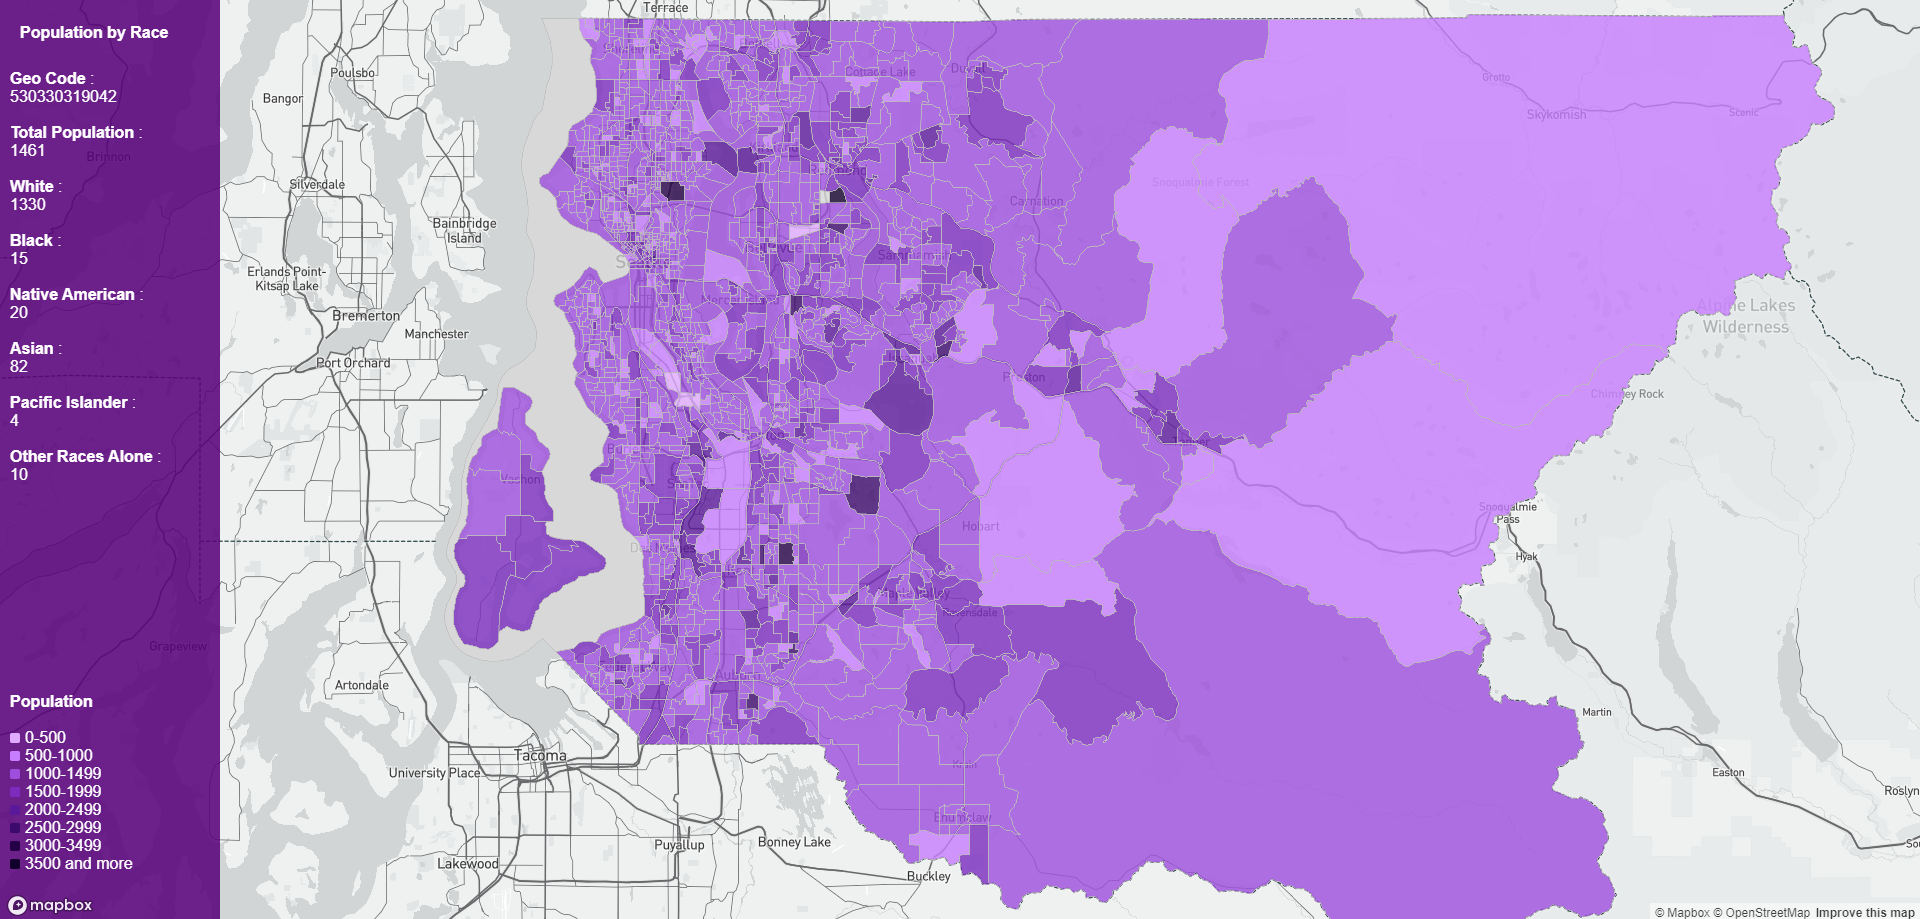 Population by Race
Geo Code :
530330319042
Total Population :
1461
White :
1330
Black :
15
Native American :
20
Asian :
82
Pacific Islander :
4
Other Races Alone :
10
Population
0-500
500-1000
1000-1499
1500-1999
2000-2499
2500-2999
3000-3499
3500 and more
mapbox
Brinnon
Grapeview
Terrace
Poulsbo
Bangor
Silverdale
Bainbridge
Island
Erlands Point-
Kitsap Lake
Bremerton
Manchester
Port Orchard
Vashon
Artondale
Tacoma
University Place
Lakewood
Puyallup
Bonney Lake
Buckley
Cottage Lake
Carnation
Preston
Hobart
Enumclaw
Snoqualmie Forest
Grotto
Skykomish
Scenic
Alpine Lakes
Wilderness
Chimney Rock
Snoqualmie
Pass
Hyak
Martin
Easton
Roslyn
© Mapbox © OpenStreetMap Improve this map